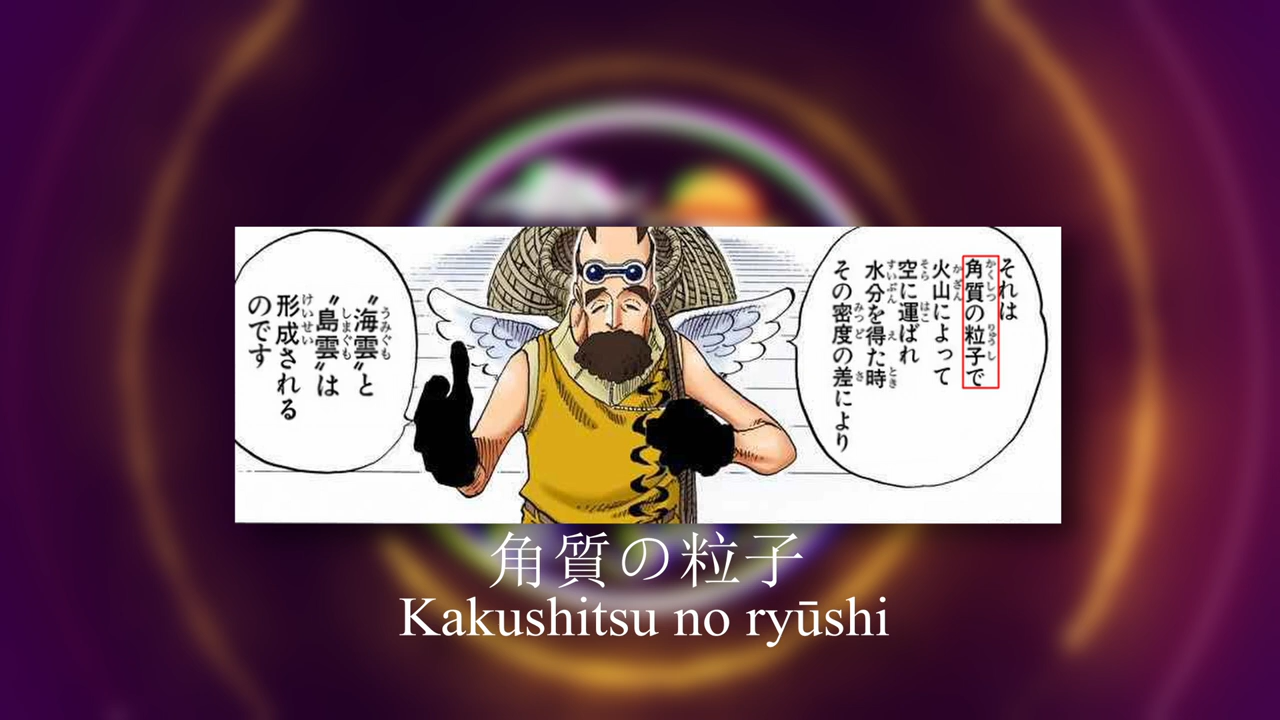 それは
角質の粒子で
火山によって
空に運ばれ
水分を得た時
その密度の差により
〝海雲〟と
〝島雲〟は
形成される
のです
角質の粒子
Kakushitsu no ryūshi